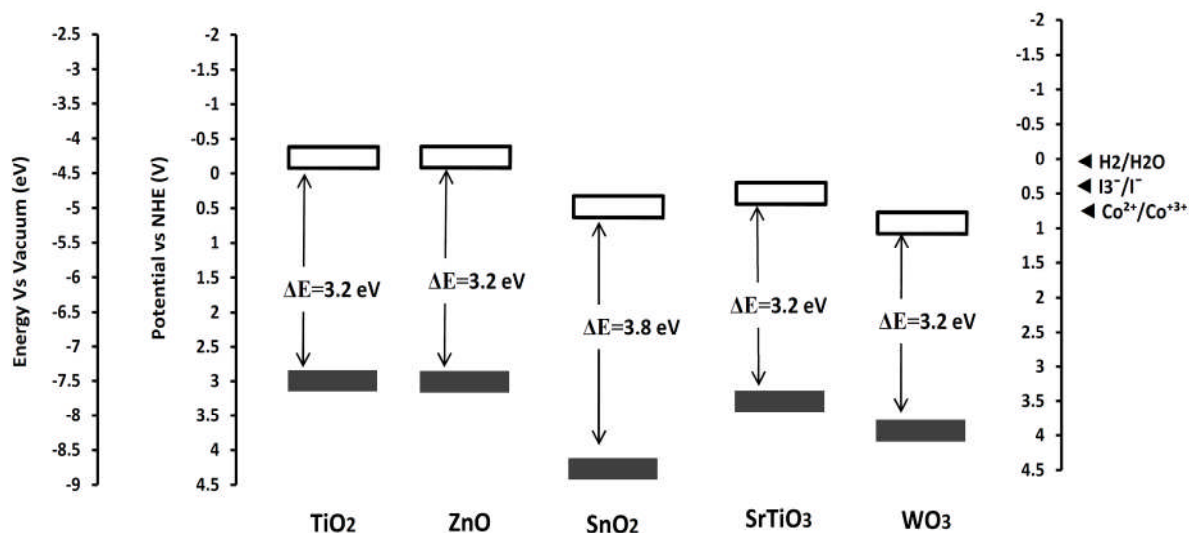 Energy Vs Vacuum (eV)
-2.5
-3
-3.5
-4
-4.5
-5
-5.5
-6
-6.5
-7
-7.5
-8
-8.5
-9
Potential vs NHE (V)
-2
-1.5
-1
-0.5
0
0.5
1
1.5
2
2.5
3
3.5
4
4.5
ΔE=3.2 eV
ΔE=3.2 eV
ΔE=3.8 eV
ΔE=3.2 eV
ΔE=3.2 eV
TiO2
ZnO
SnO2
SrTiO3
WO3
-2
-1.5
-1
-0.5
0
0.5
1
1.5
2
2.5
3
3.5
4
4.5
H2/H2O
I3⁻/I⁻
Co²⁺/Co⁺³⁺